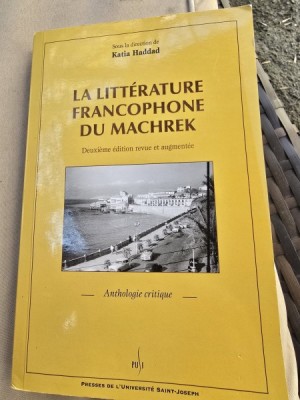 Sous la direction de
Katia Haddad
LA LITTÉRATURE
FRANCOPHONE
DU MACHREK
Deuxième édition revue et augmentée
Anthologie critique
PUSJ
PRESSES DE L'UNIVERSITÉ SAINT-JOSEPH